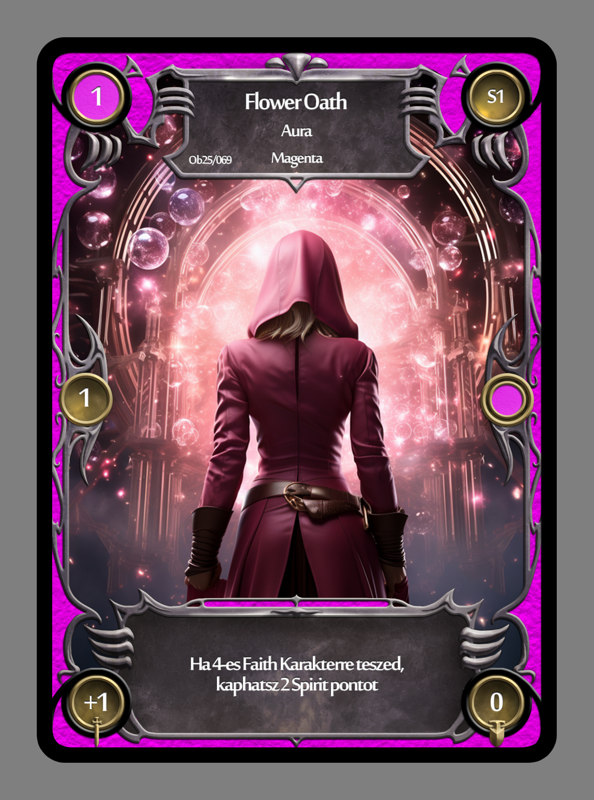 1
S1
Flower Oath
Aura
Ob25/069 Magenta
1
Ha 4-es Faith Karakterre teszed,
kaphatsz 2 Spirit pontot
+1
0